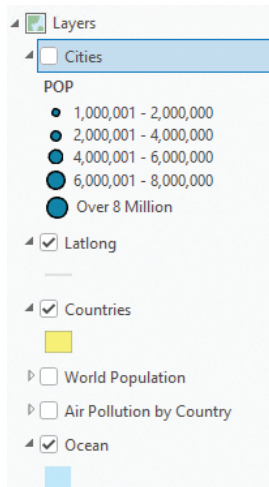 Layers
Cities
POP
1,000,001 - 2,000,000
2,000,001 - 4,000,000
4,000,001 - 6,000,000
6,000,001 - 8,000,000
Over 8 Million
Latlong
Countries
World Population
Air Pollution by Country
Ocean